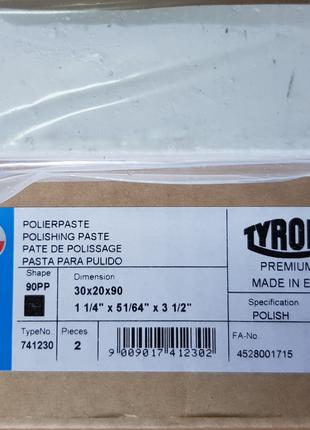 POLIERPASTE
POLISHING PASTE
PATE DE POLISSAGE
PASTA PARA PULIDO
TYRO
PREMIUM
MADE IN E
Shape
Dimension
90PP
30x20x90
1 1/4" x 51/64" x 3 1/2"
Specification
POLISH
TypeNo.
Pieces
741230
2
9 009017 412302
FA-No.
4528001715